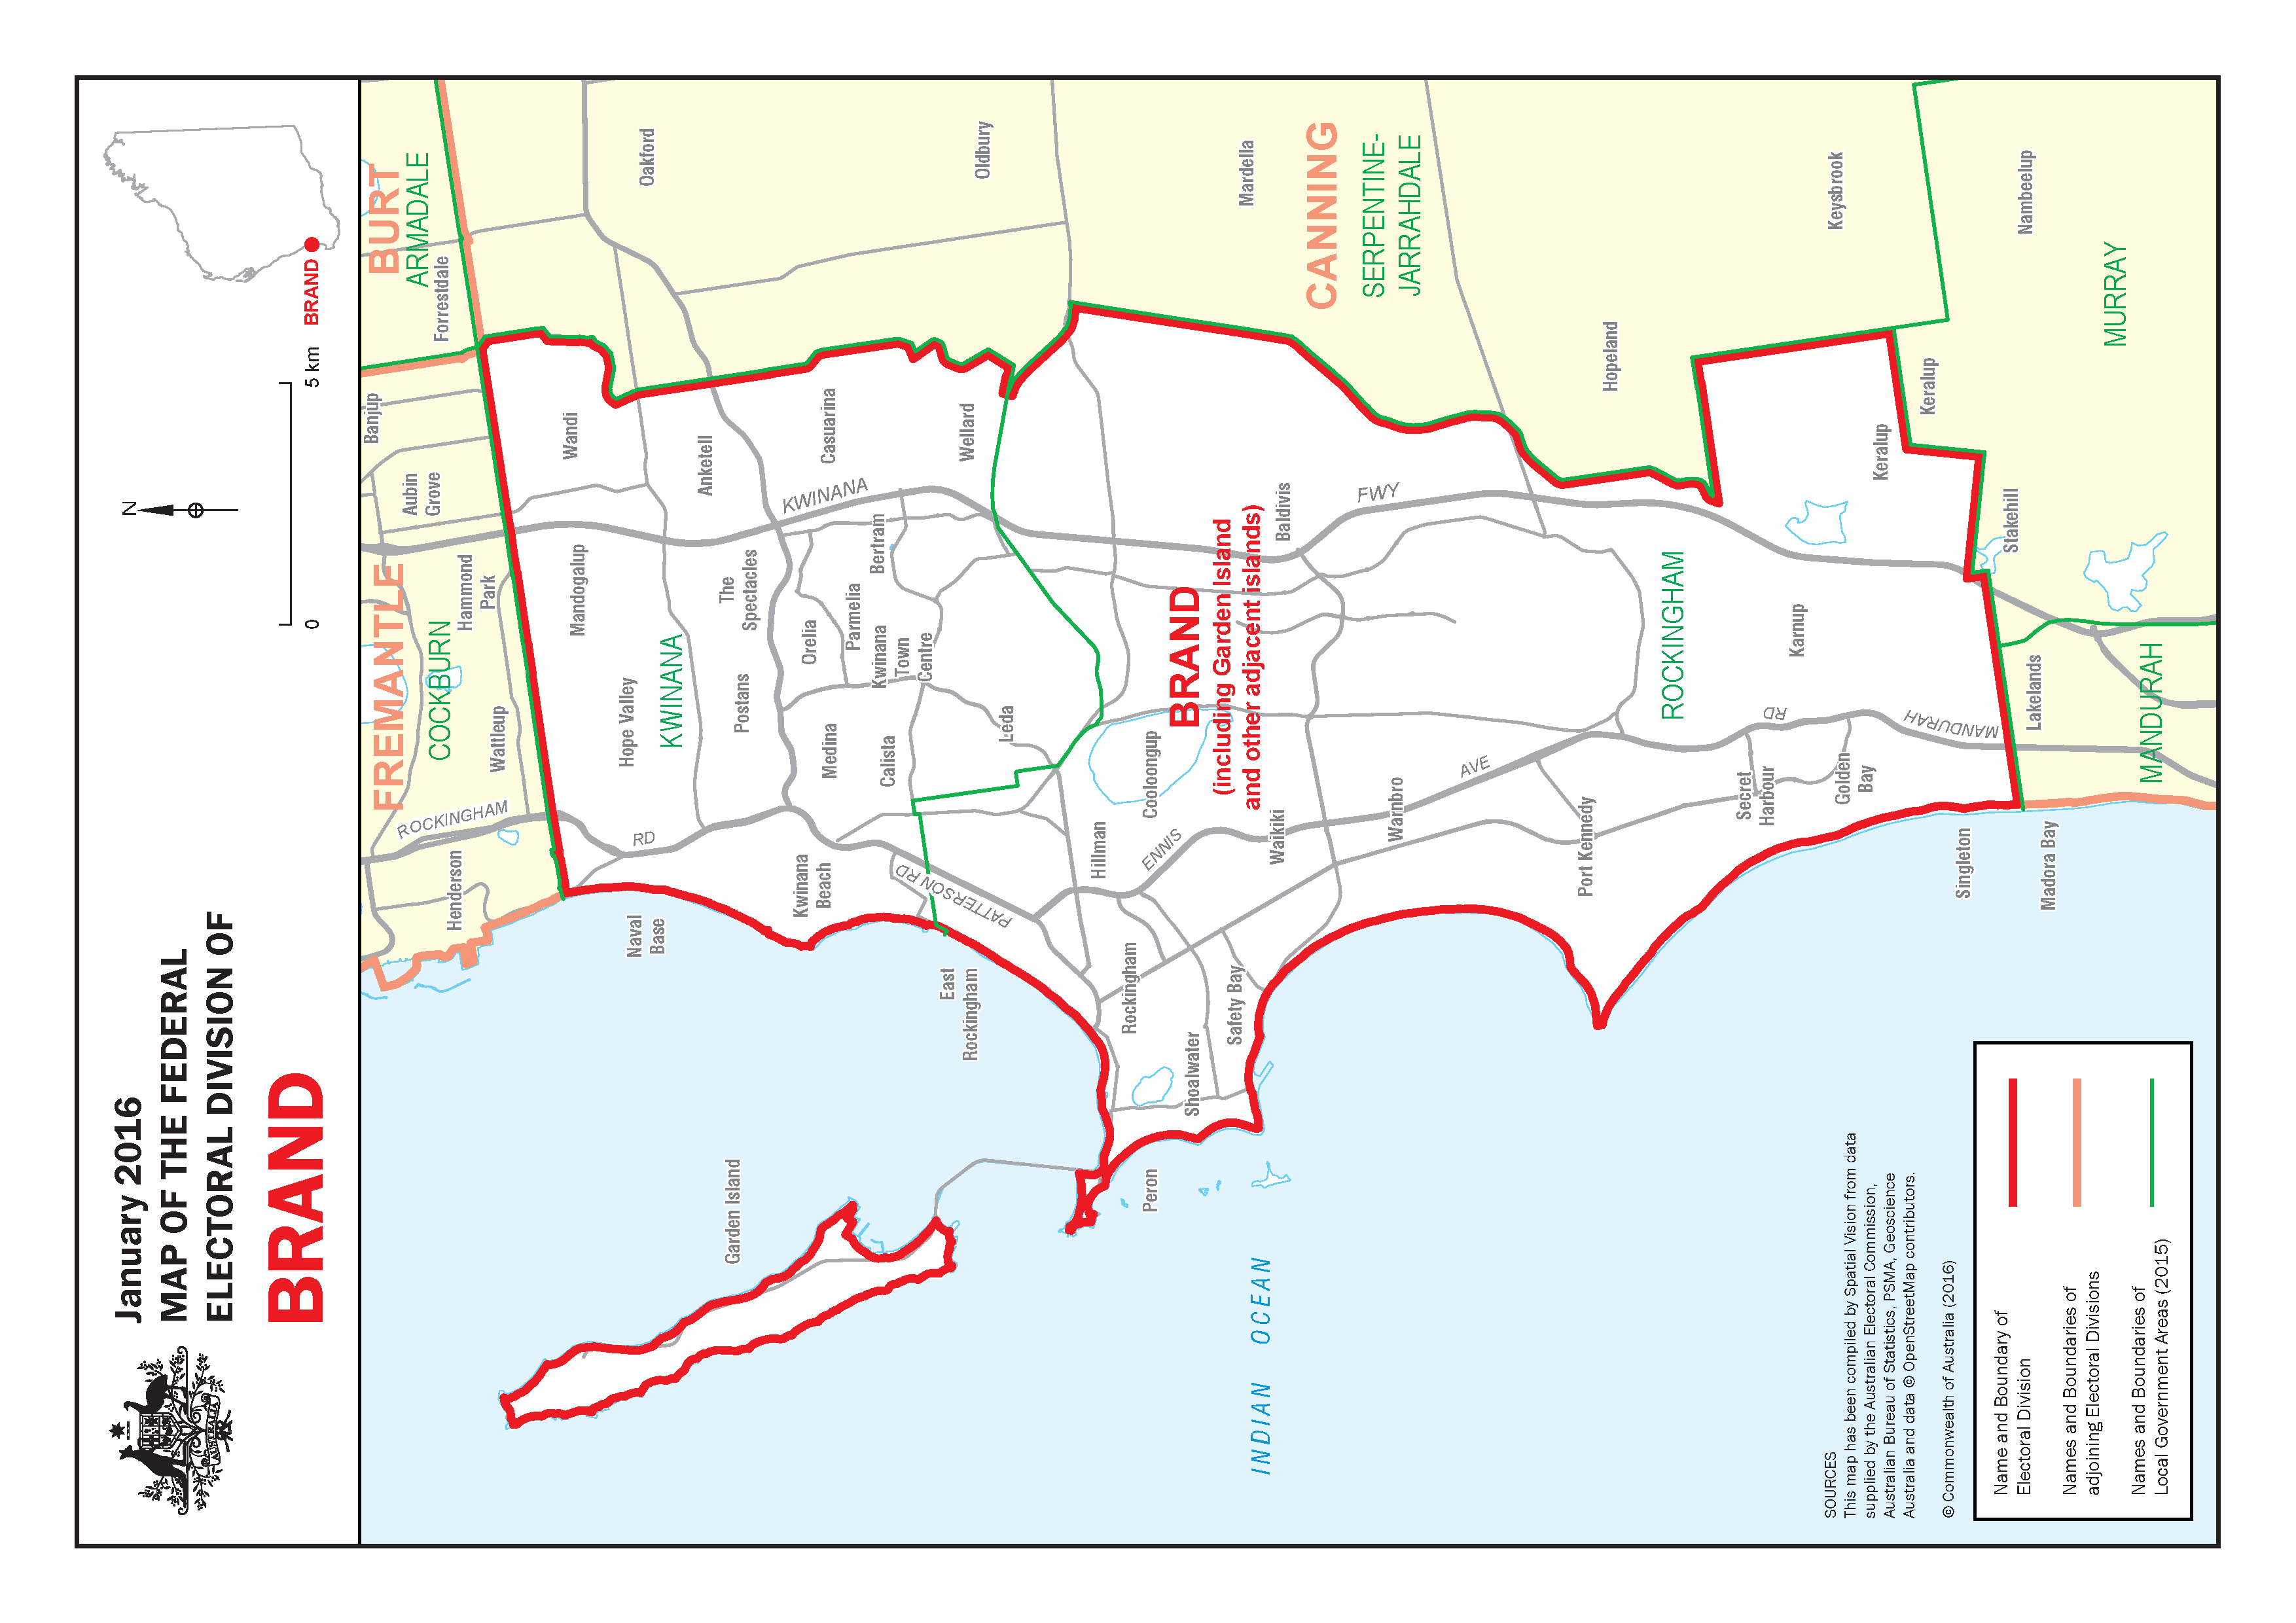 January 2016
MAP OF THE FEDERAL
ELECTORAL DIVISION OF
BRAND
AUSTRALIA
N
0
5 km
BRAND
FREMANTLE
BURT
COCKBURN
ARMADALE
Banjup
Aubin
Grove
Forrestdale
Hammond
Park
Henderson
ROCKINGHAM
Wattleup
Wandi
Mandogalup
Oakford
Naval
Base
RD
Hope Valley
KWINANA
Anketell
The
Spectacles
Postans
Garden Island
KWINANA
Casuarina
Orelia
Medina
Kwinana
Beach
Parmelia
Bertram
Kwinana
Town
Centre
Calista
PATTERSON RD
Wellard
Oldbury
East
Rockingham
Leda
Hillman
Rockingham
Cooloongup
Peron
ENNIS
BRAND
(including Garden Island
and other adjacent islands)
Shoalwater
Safety Bay
Mardella
Baldivis
Waikiki
INDIAN OCEAN
CANNING
SERPENTINE-
JARRAHDALE
FWY
Warnbro
AVE
Port Kennedy
Hopeland
ROCKINGHAM
Secret
Harbour
RD
Karnup
Keysbrook
Golden
Bay
Keralup
Keralup
MANDURAH
Singleton
Stakehill
Nambeelup
Lakelands
Madora Bay
MURRAY
MANDURAH
SOURCES
This map has been compiled by Spatial Vision from data
supplied by the Australian Electoral Commission,
Australian Bureau of Statistics, PSMA, Geoscience
Australia and data © OpenStreetMap contributors.
© Commonwealth of Australia (2016)
Name and Boundary of
Electoral Division
Names and Boundaries of
adjoining Electoral Divisions
Names and Boundaries of
Local Government Areas (2015)